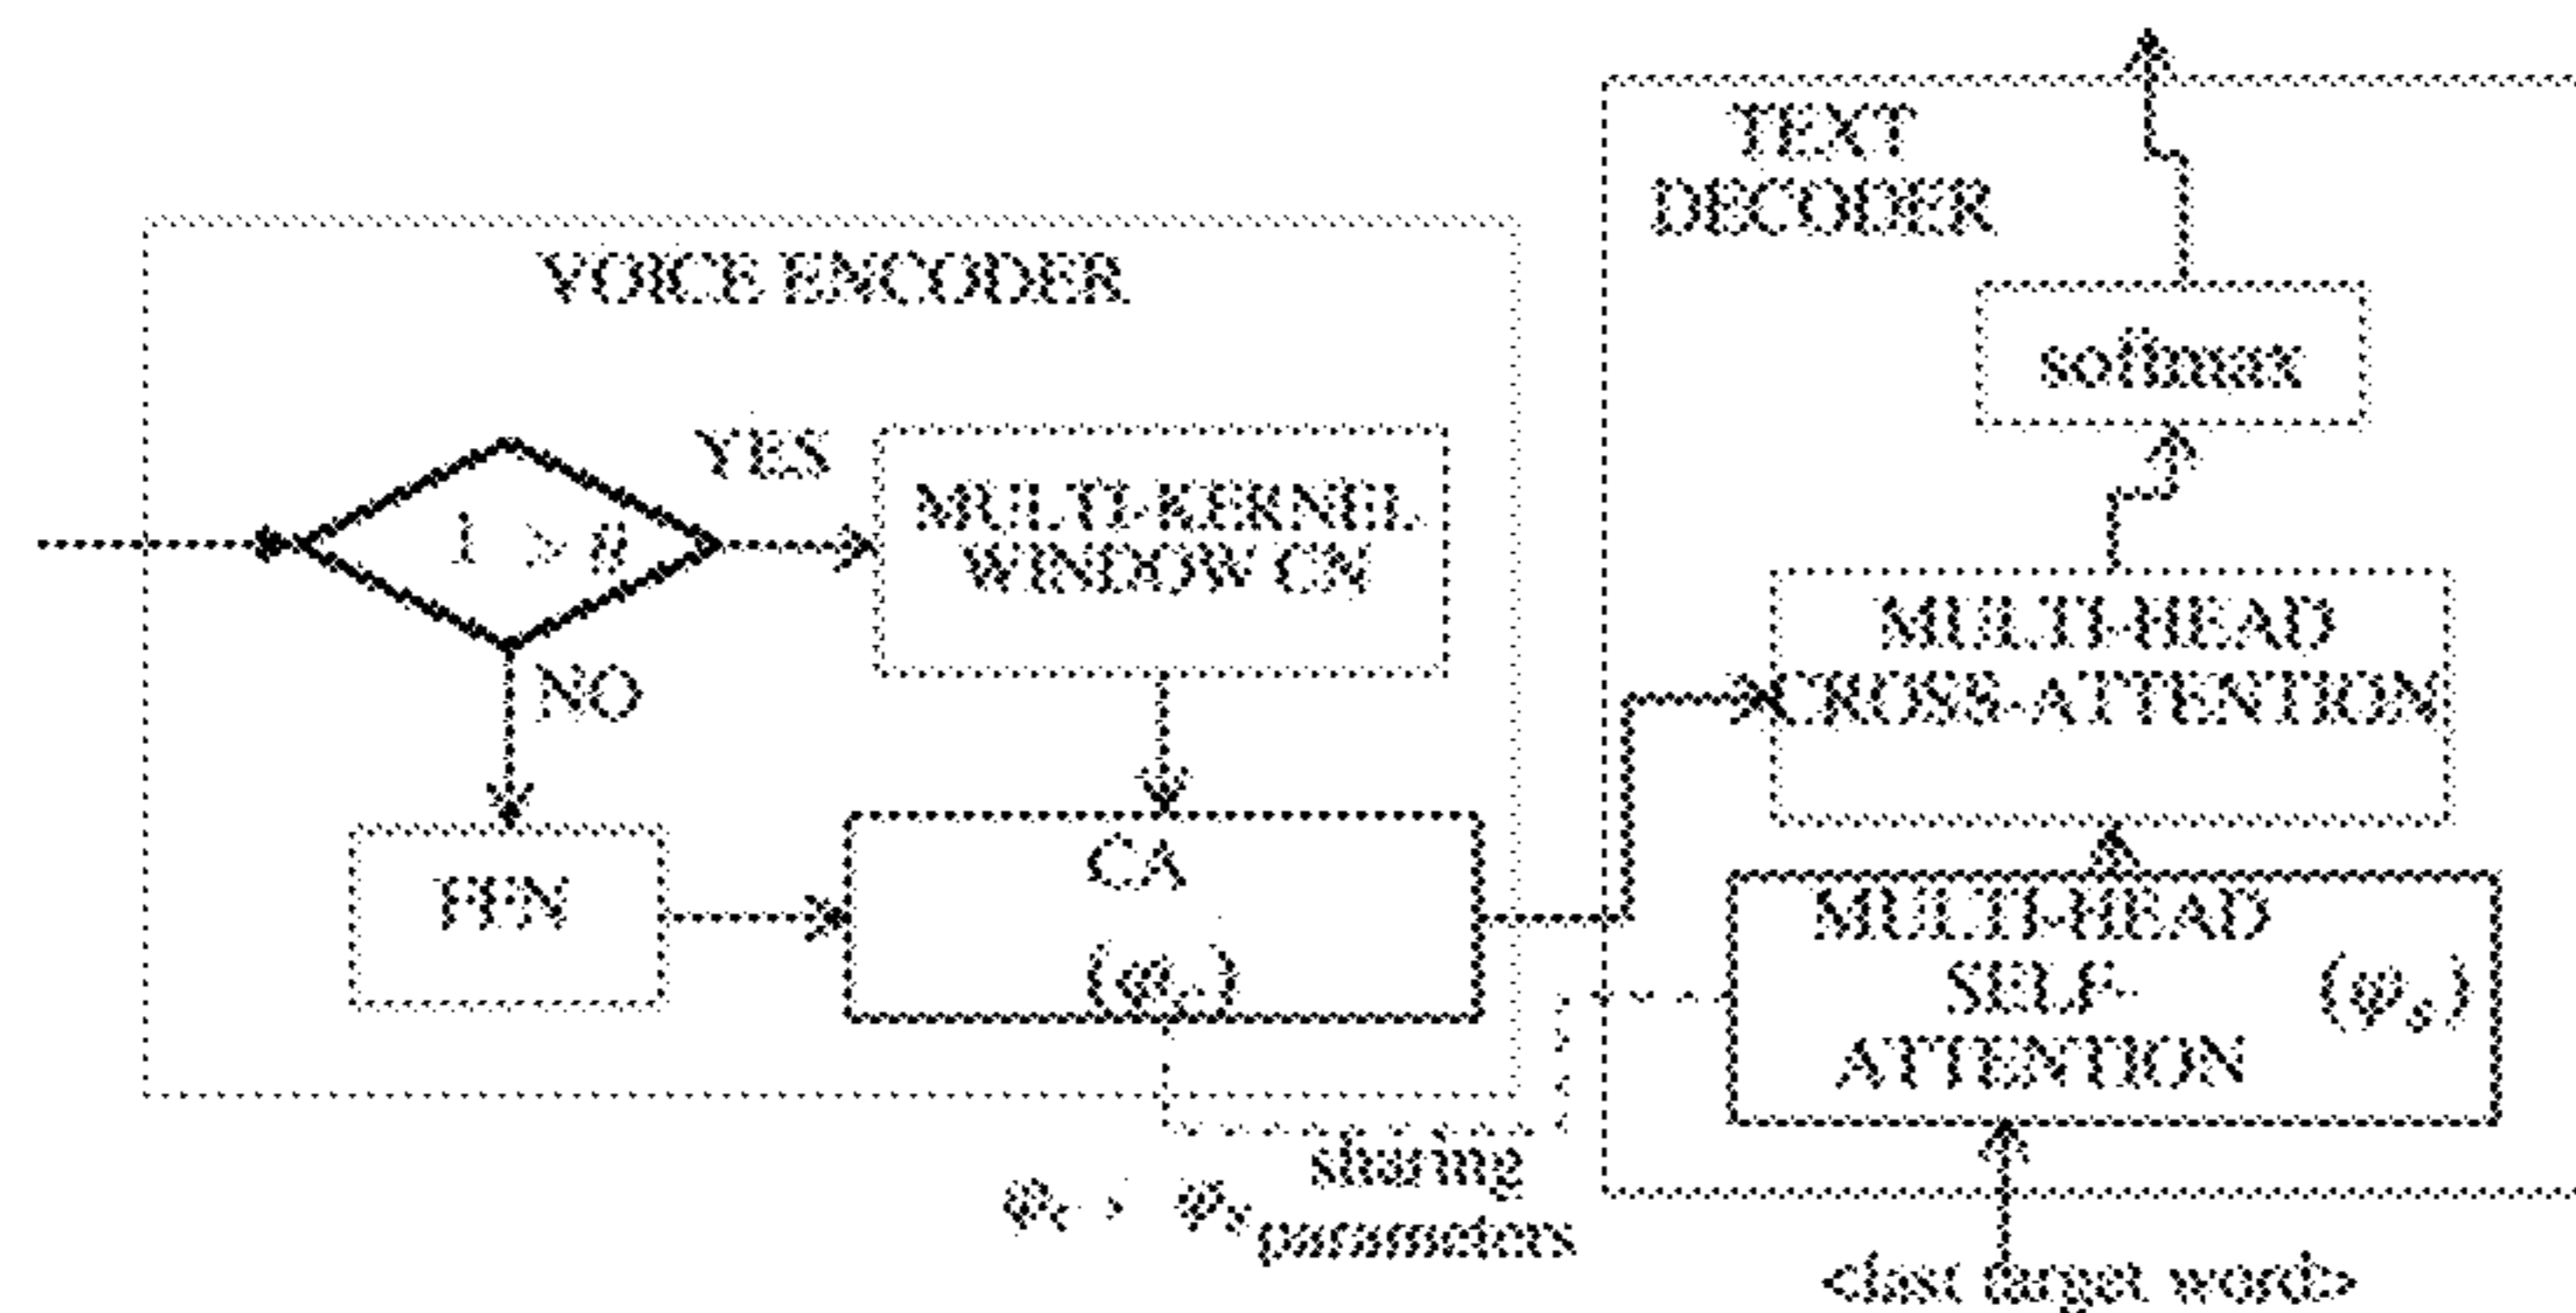 VOICE ENCODER
YES
MULTI-KERNEL
WINDOW CN
NO
FFN
CA
sharing
parameters
TEXT
DECODER
softmax
MULTI-HEAD
CROSS-ATTENTION
MULTI-HEAD
SELF-
ATTENTION
(φₛ)
<last target word>